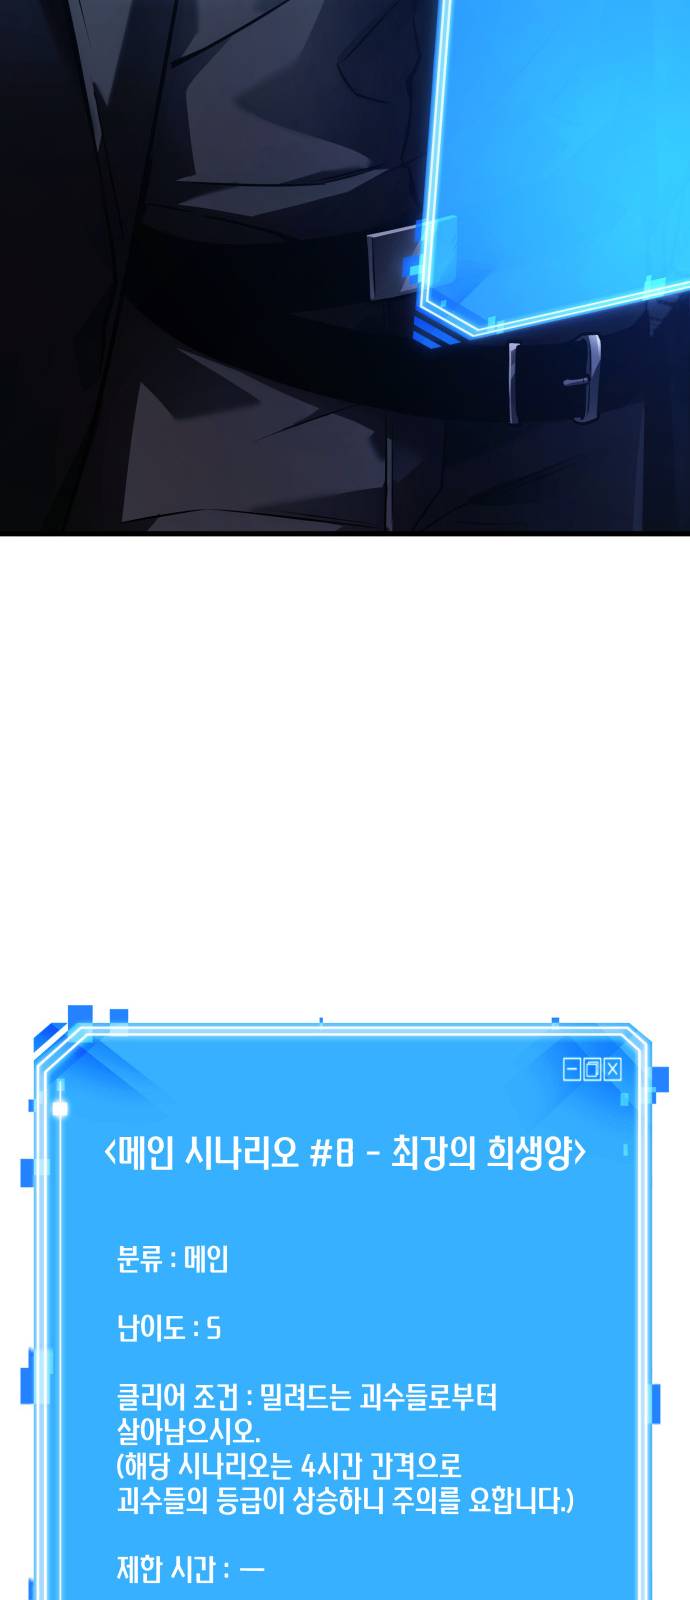 <메인 시나리오 #8 - 최강의 희생양>
분류 : 메인
난이도 : S
클리어 조건 : 밀려드는 괴수들로부터
살아남으시오.
(해당 시나리오는 4시간 간격으로
괴수들의 등급이 상승하니 주의를 요합니다.)
제한 시간 : —